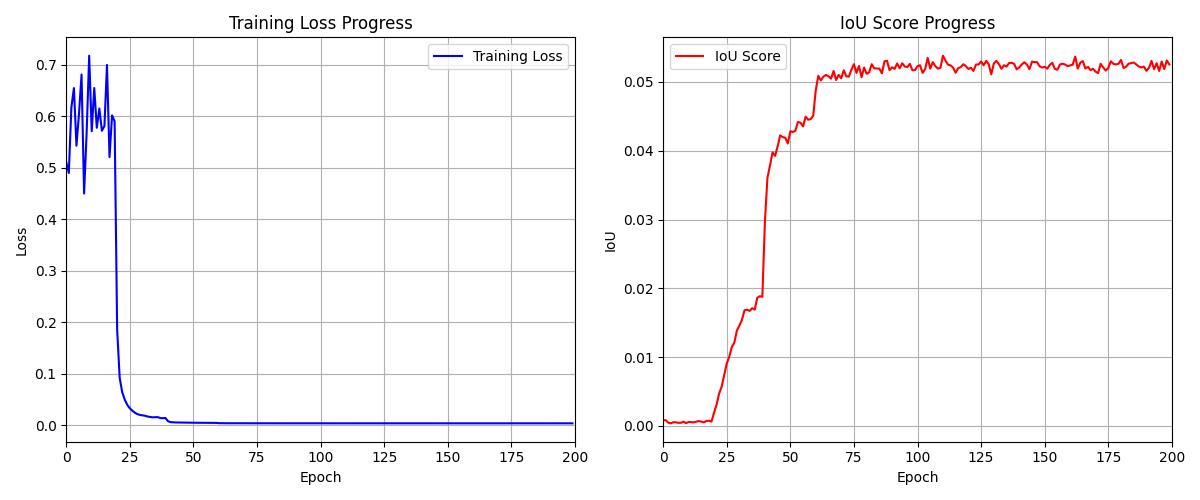 Training Loss Progress
Training Loss
0.7
0.6
0.5
0.4
0.3
0.2
0.1
0.0
Loss
0 25 50 75 100 125 150 175 200
Epoch
IoU Score Progress
IoU Score
0.05
0.04
0.03
0.02
0.01
0.00
IoU
0 25 50 75 100 125 150 175 200
Epoch